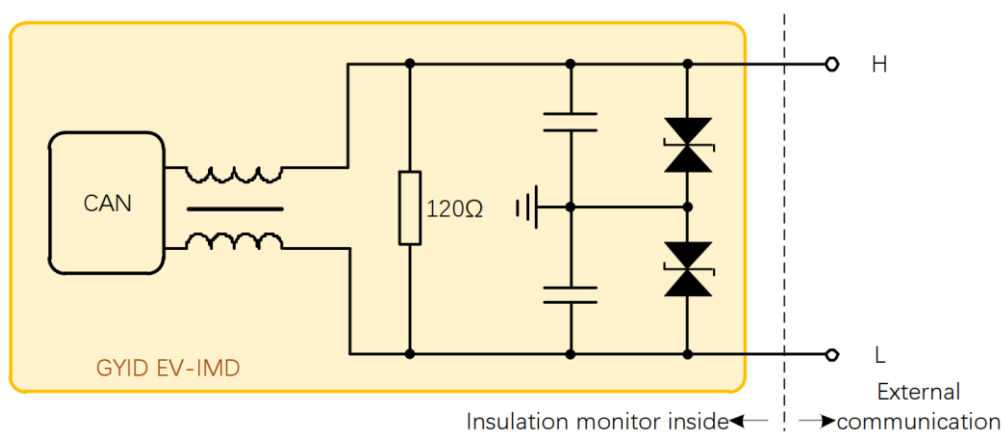 H
CAN
120Ω
GYID EV-IMD
L
External
Insulation monitor inside communication